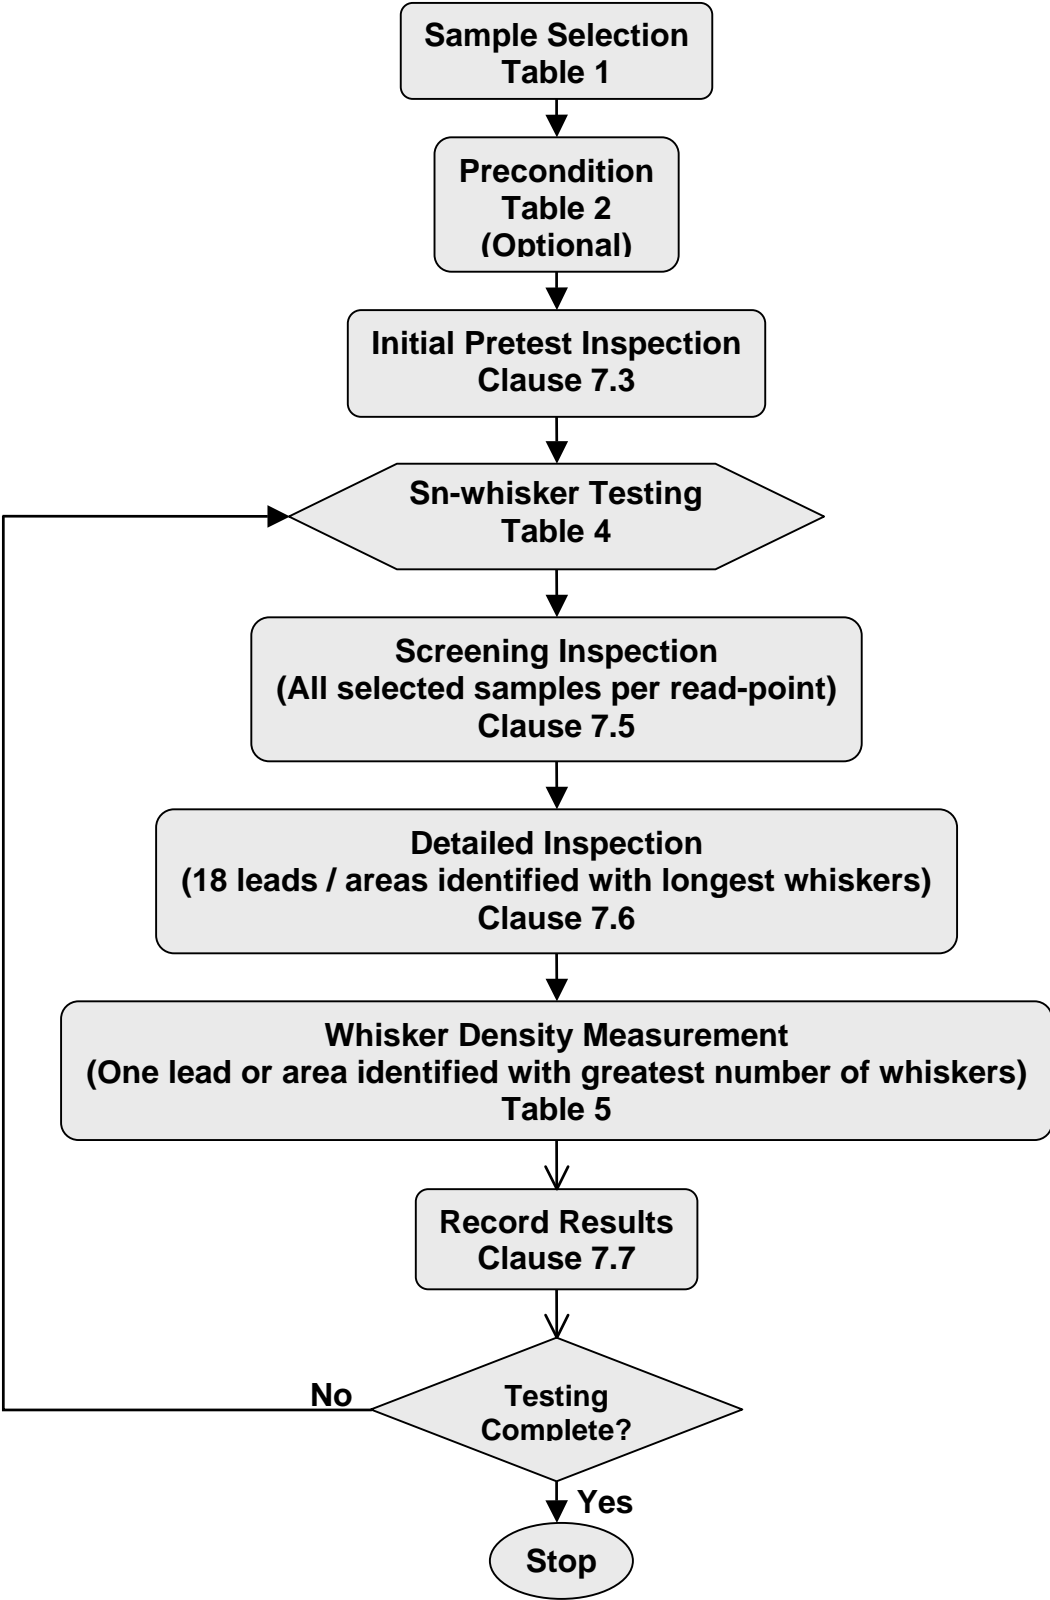 Sample Selection
Table 1
Precondition
Table 2
(Optional)
Initial Pretest Inspection
Clause 7.3
Sn-whisker Testing
Table 4
Screening Inspection
(All selected samples per read-point)
Clause 7.5
Detailed Inspection
(18 leads / areas identified with longest whiskers)
Clause 7.6
Whisker Density Measurement
(One lead or area identified with greatest number of whiskers)
Table 5
Record Results
Clause 7.7
No
Testing
Complete?
Yes
Stop